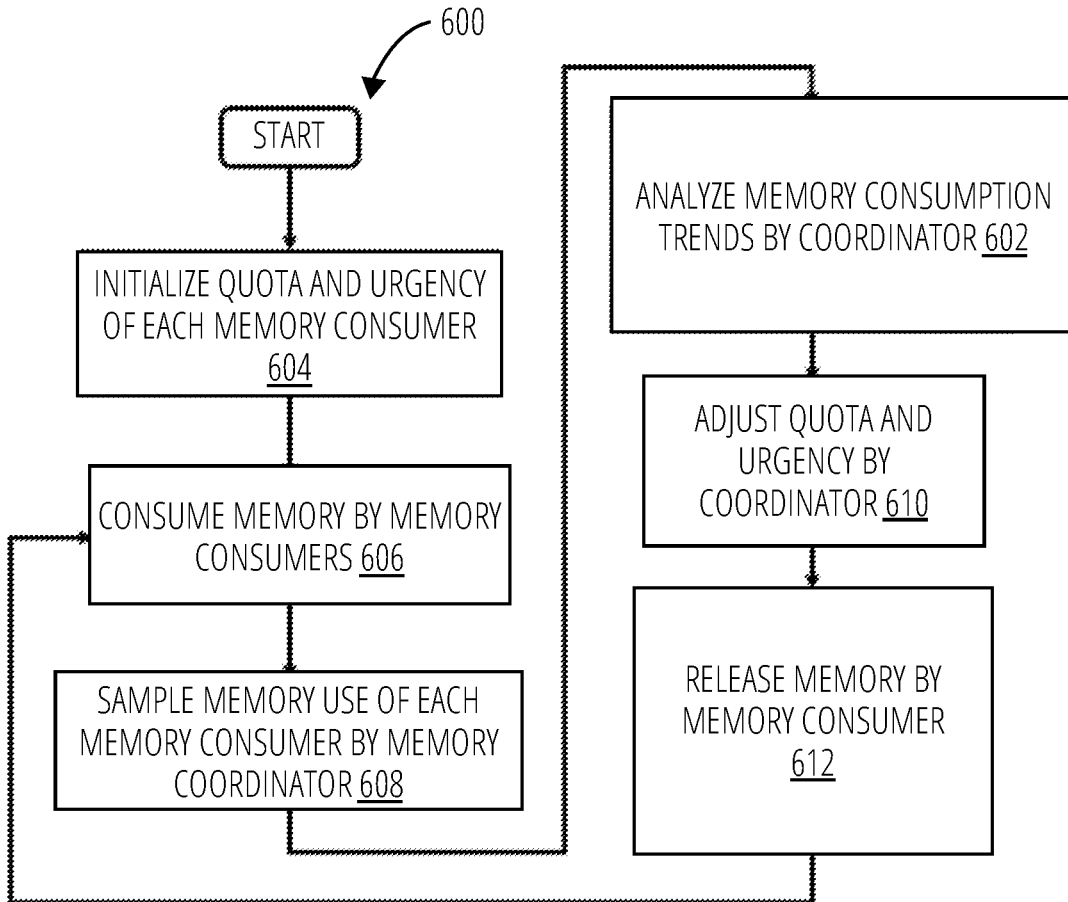 600
START
INITIALIZE QUOTA AND URGENCY
OF EACH MEMORY CONSUMER
604
CONSUME MEMORY BY MEMORY
CONSUMERS 606
SAMPLE MEMORY USE OF EACH
MEMORY CONSUMER BY MEMORY
COORDINATOR 608
ANALYZE MEMORY CONSUMPTION
TRENDS BY COORDINATOR 602
ADJUST QUOTA AND
URGENCY BY
COORDINATOR 610
RELEASE MEMORY BY
MEMORY CONSUMER
612